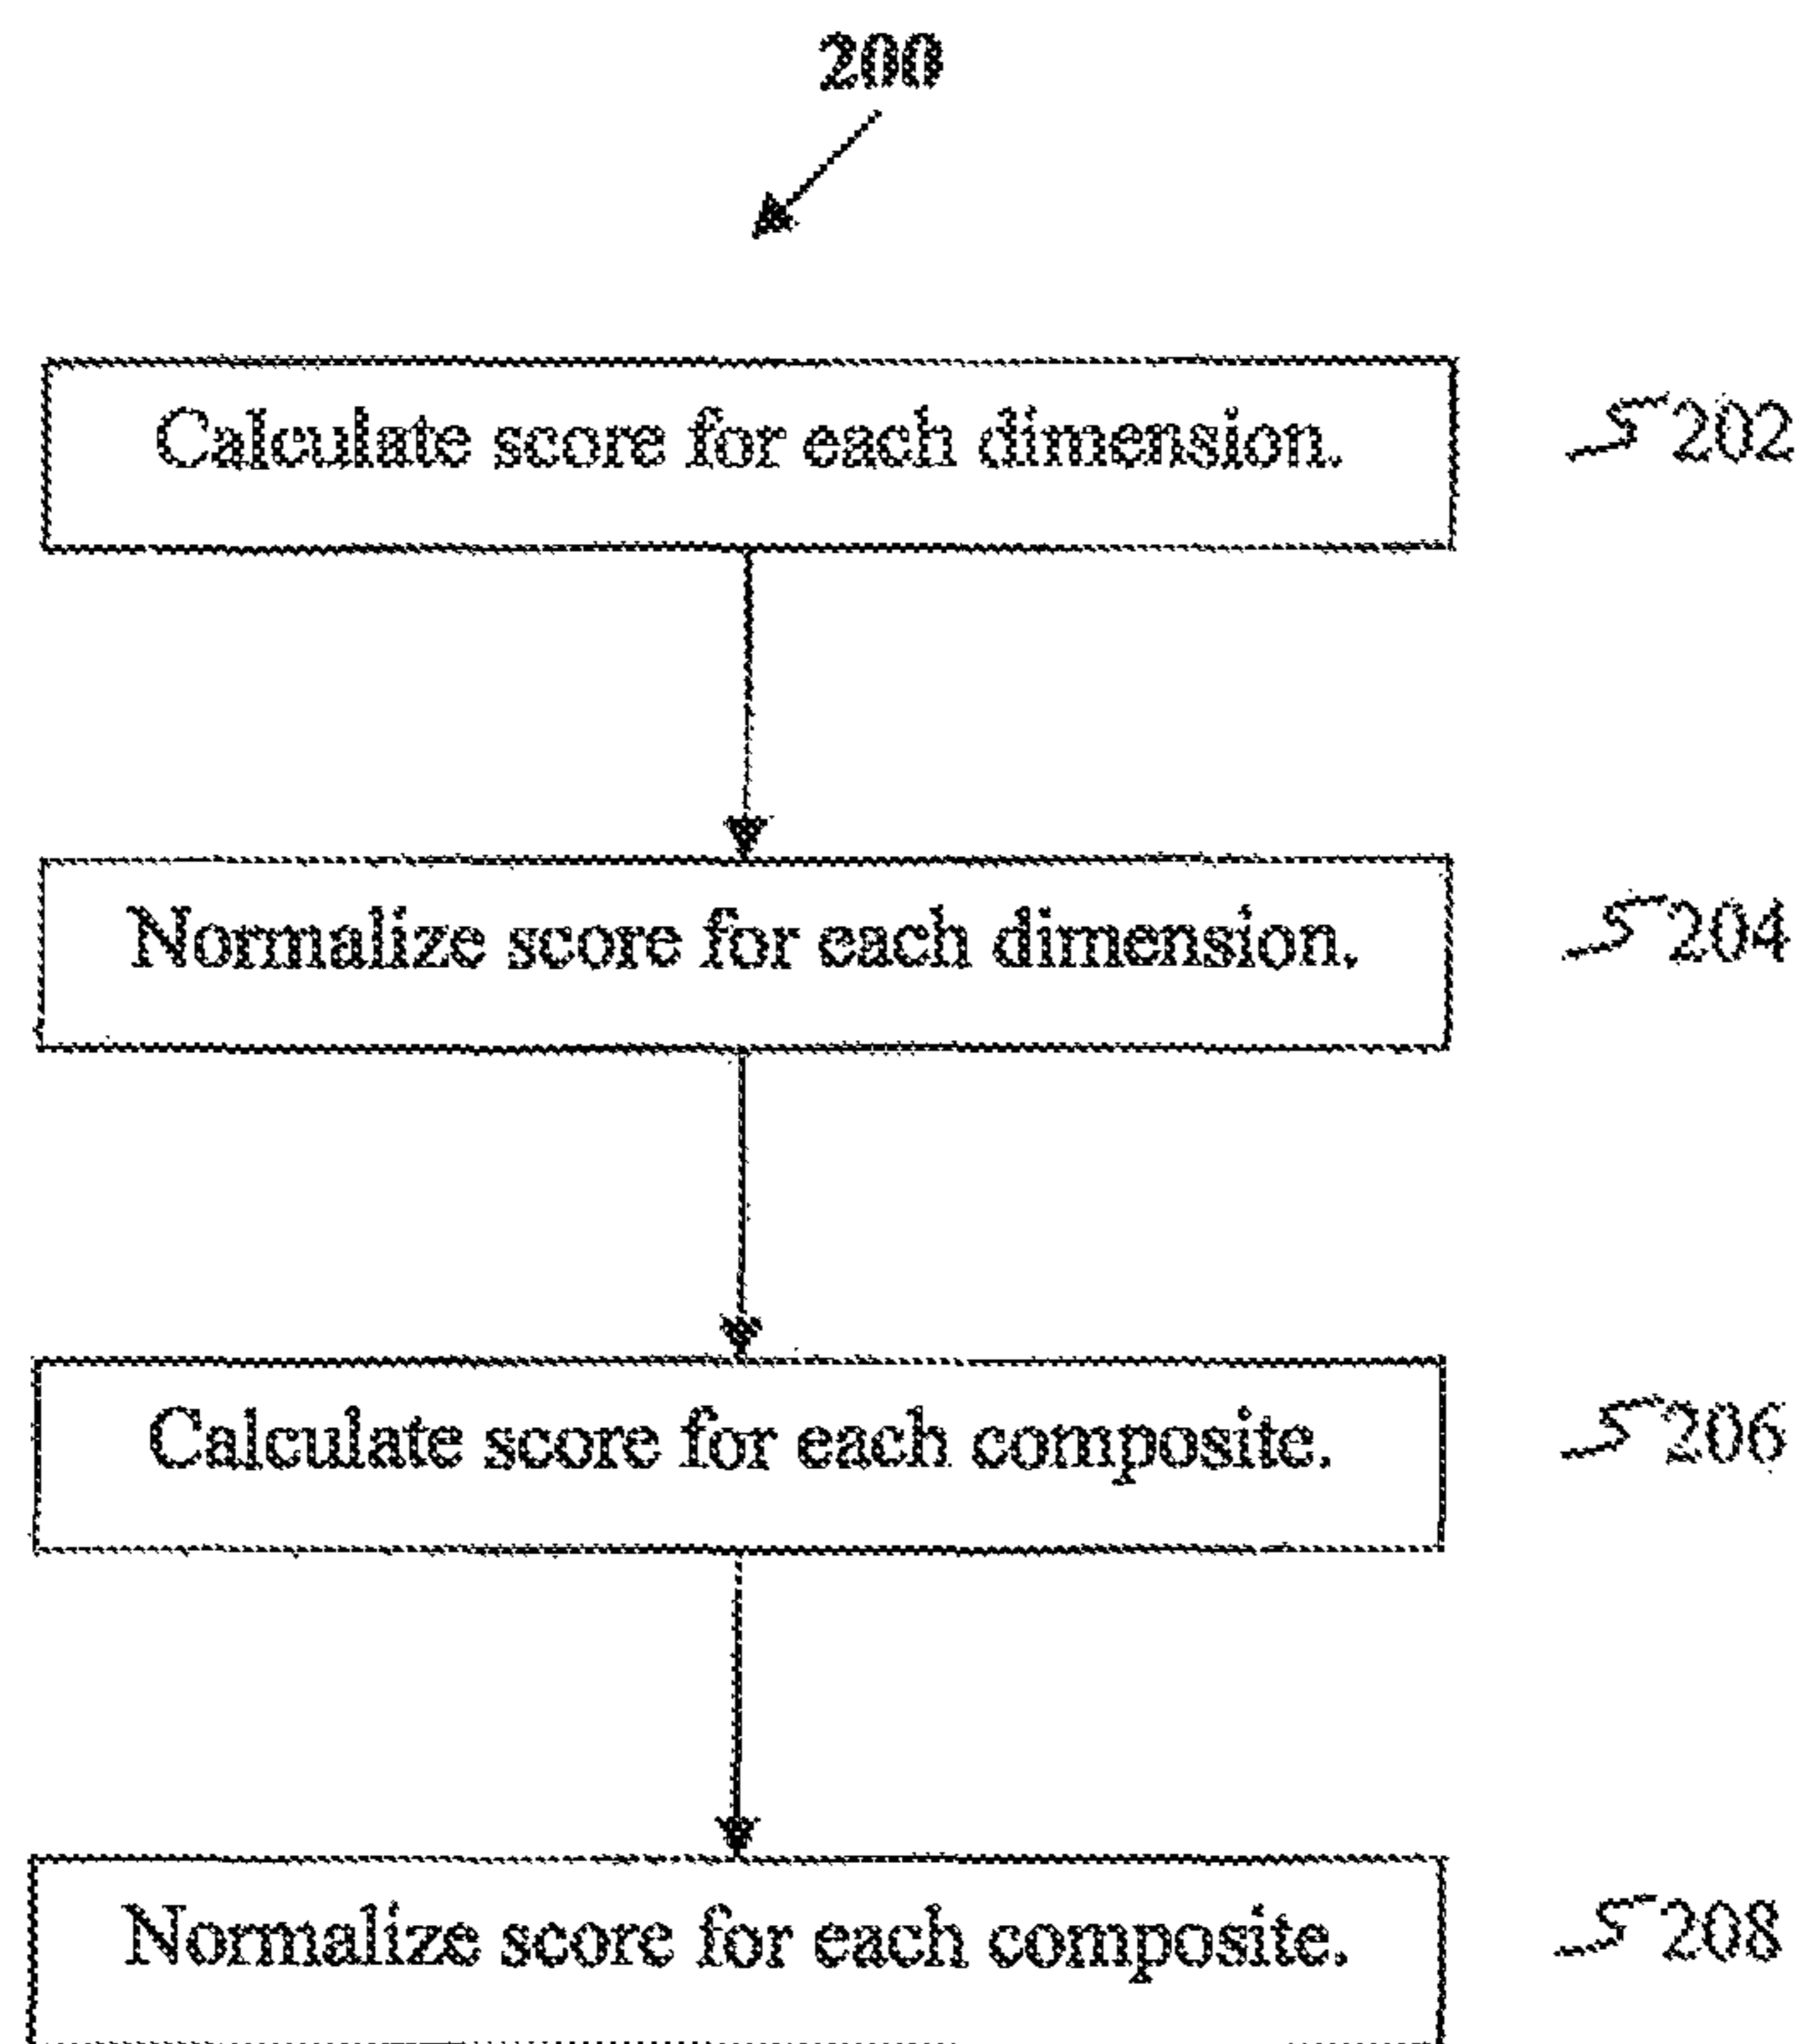 200
Calculate score for each dimension. 202
Normalize score for each dimension. 204
Calculate score for each composite. 206
Normalize score for each composite. 208